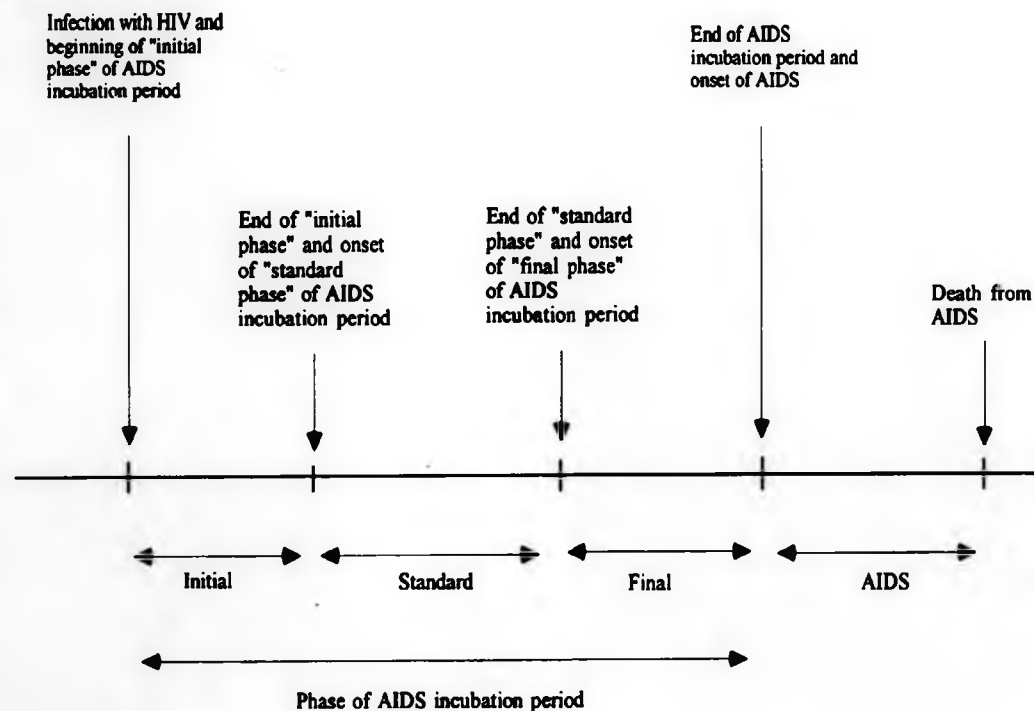 Infection with HIV and
beginning of "initial
phase" of AIDS
incubation period
End of AIDS
incubation period and
onset of AIDS
End of "initial
phase" and onset
of "standard
phase" of AIDS
incubation period
End of "standard
phase" and onset
of "final phase"
of AIDS
incubation period
Death from
AIDS
Initial
Standard
Final
AIDS
Phase of AIDS incubation period